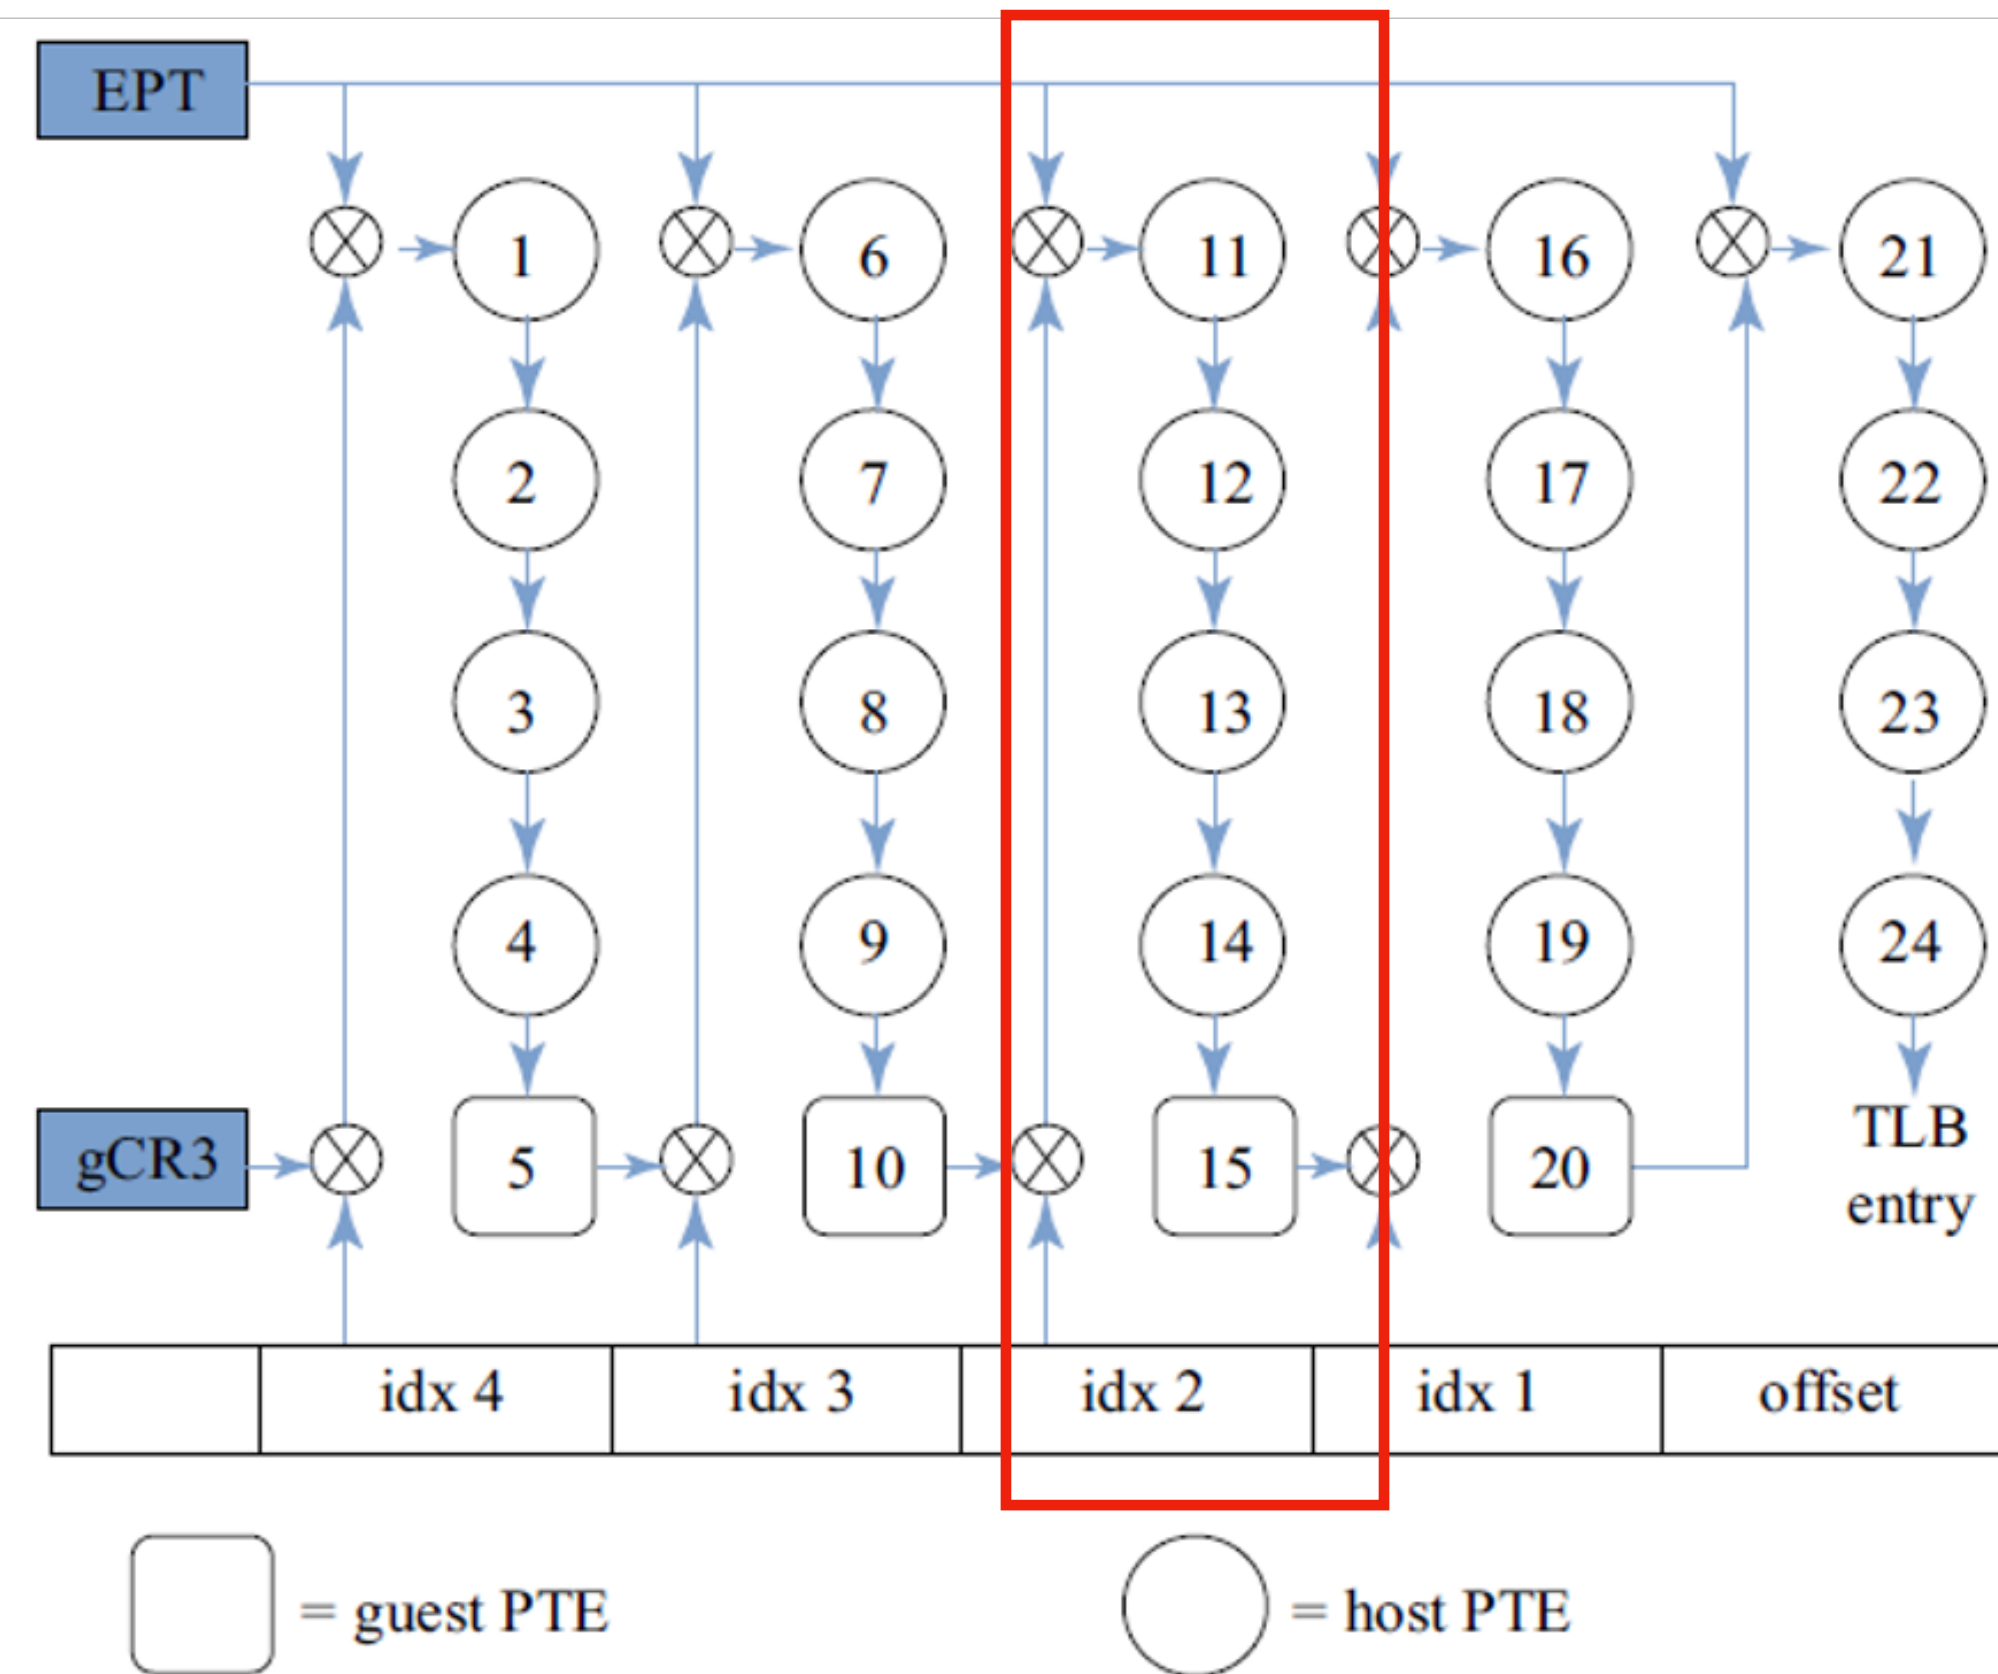 EPT
1 6 11 16 21
2 7 12 17 22
3 8 13 18 23
4 9 14 19 24
gCR3 5 10 15 20 TLB
entry
idx 4 idx 3 idx 2 idx 1 offset
= guest PTE = host PTE